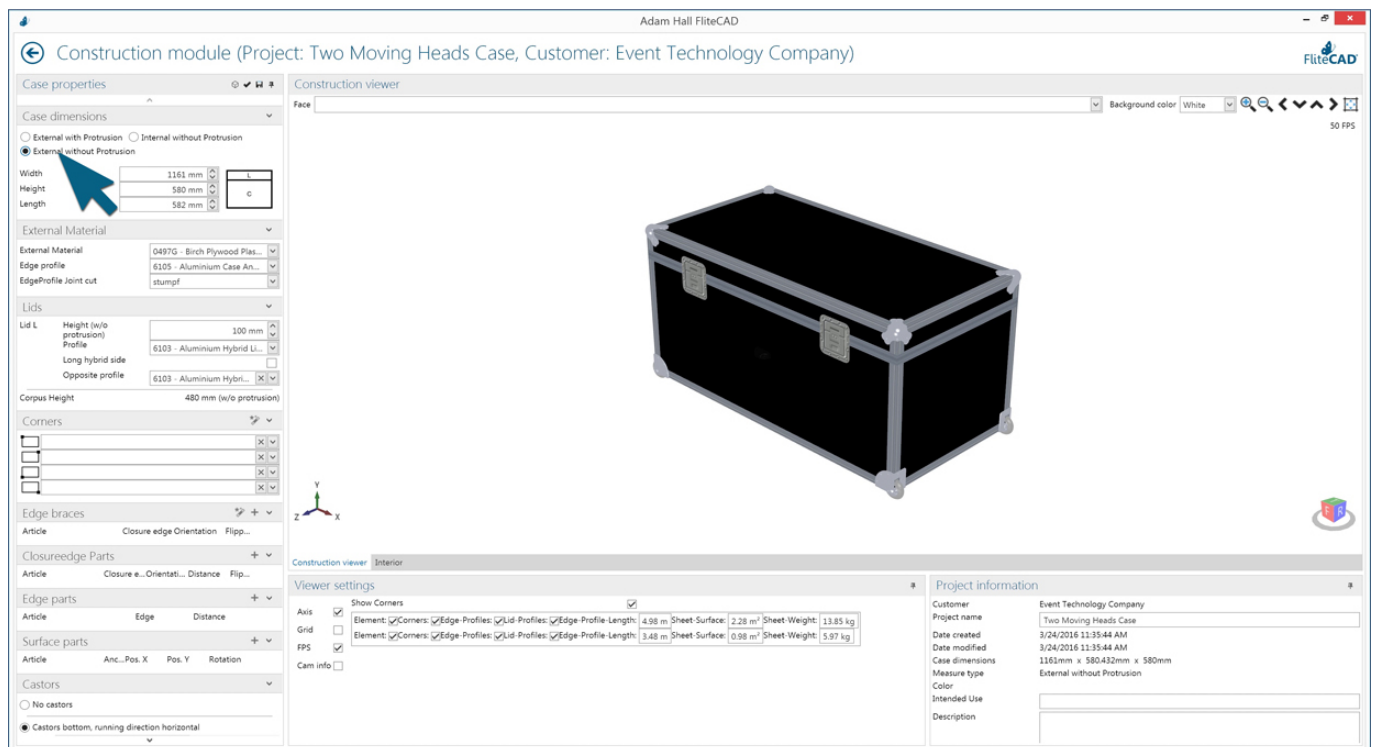 Adam Hall FliteCAD
Construction module (Project: Two Moving Heads Case, Customer: Event Technology Company)
FliteCAD
Case properties
Case dimensions
External with Protrusion Internal without Protrusion
External without Protrusion
Width 1161 mm
Height 580 mm
Length 582 mm
L
C
External Material
External Material 0497G - Birch Plywood Plas...
Edge profile 6105 - Aluminium Case An...
EdgeProfile Joint cut stumpf
Lids
Lid L Height (w/o protrusion) 100 mm
Profile 6103 - Aluminium Hybrid Li...
Long hybrid side
Opposite profile 6103 - Aluminium Hybri...
Corpus Height 480 mm (w/o protrusion)
Corners
Edge braces
Article Closure edge Orientation Flipp...
Closureedge Parts
Article Closure e... Orientati... Distance Flip...
Edge parts
Article Edge Distance
Surface parts
Article Anc... Pos. X Pos. Y Rotation
Castors
No castors
Castors bottom, running direction horizontal
Construction viewer
Face
Background color White
50 FPS
Y
Z X
F R
Construction viewer Interior
Viewer settings
Axis
Grid
FPS
Cam info
Show Corners
Element: Corners: Edge-Profiles: Lid-Profiles: Edge-Profile-Length: 4.98 m Sheet-Surface: 2.28 m² Sheet-Weight: 13.85 kg
Element: Corners: Edge-Profiles: Lid-Profiles: Edge-Profile-Length: 3.48 m Sheet-Surface: 0.98 m² Sheet-Weight: 5.97 kg
Project information
Customer Event Technology Company
Project name Two Moving Heads Case
Date created 3/24/2016 11:35:44 AM
Date modified 3/24/2016 11:35:44 AM
Case dimensions 1161mm x 580.432mm x 580mm
Measure type External without Protrusion
Color
Intended Use
Description